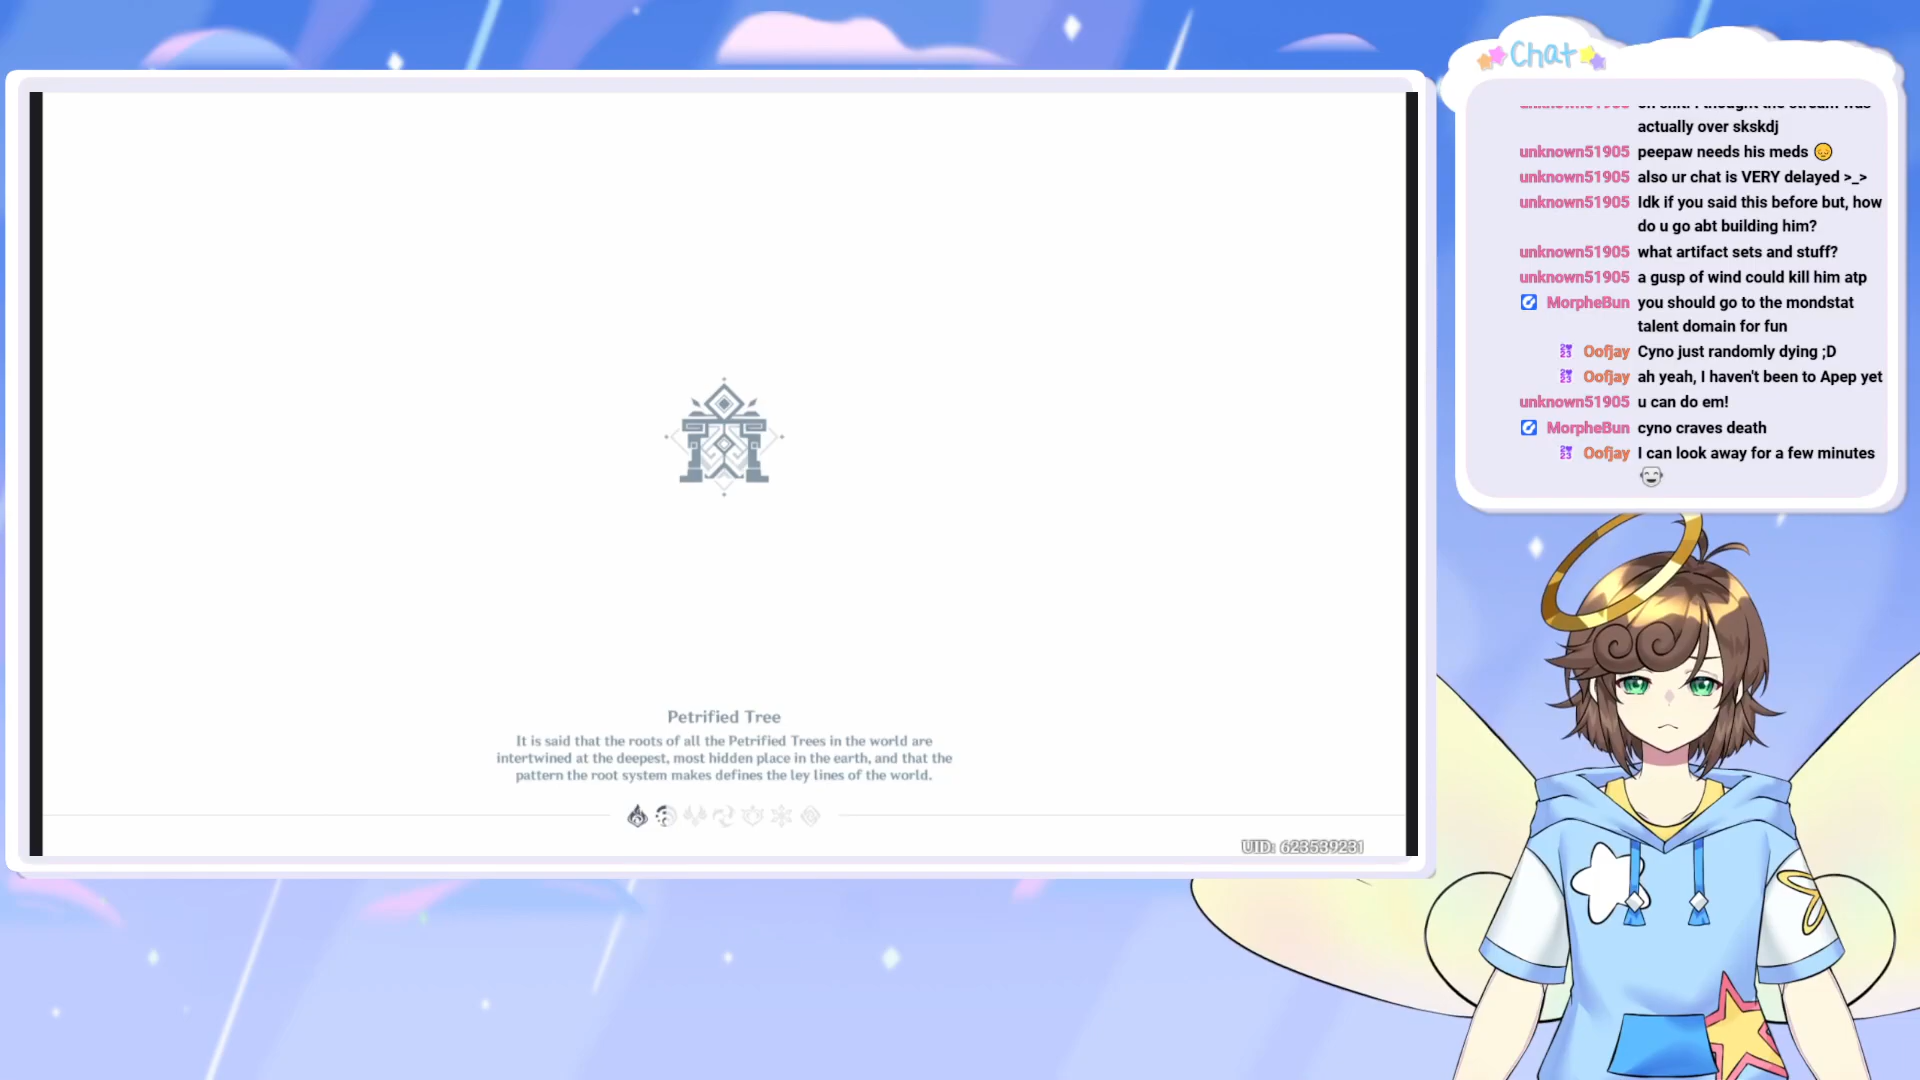 Chat
actually over skskdj
unknown51905 peepaw needs his meds
unknown51905 also ur chat is VERY delayed >_>
unknown51905 Idk if you said this before but, how
do u go abt building him?
unknown51905 what artifact sets and stuff?
unknown51905 a gusp of wind could kill him atp
MorpheBun you should go to the mondstat
talent domain for fun
Oofjay Cyno just randomly dying ;D
Oofjay ah yeah, I haven't been to Apep yet
unknown51905 u can do em!
MorpheBun cyno craves death
Oofjay I can look away for a few minutes
Petrified Tree
It is said that the roots of all the Petrified Trees in the world are
intertwined at the deepest, most hidden place in the earth, and that the
pattern the root system makes defines the ley lines of the world.
UID: 623539231